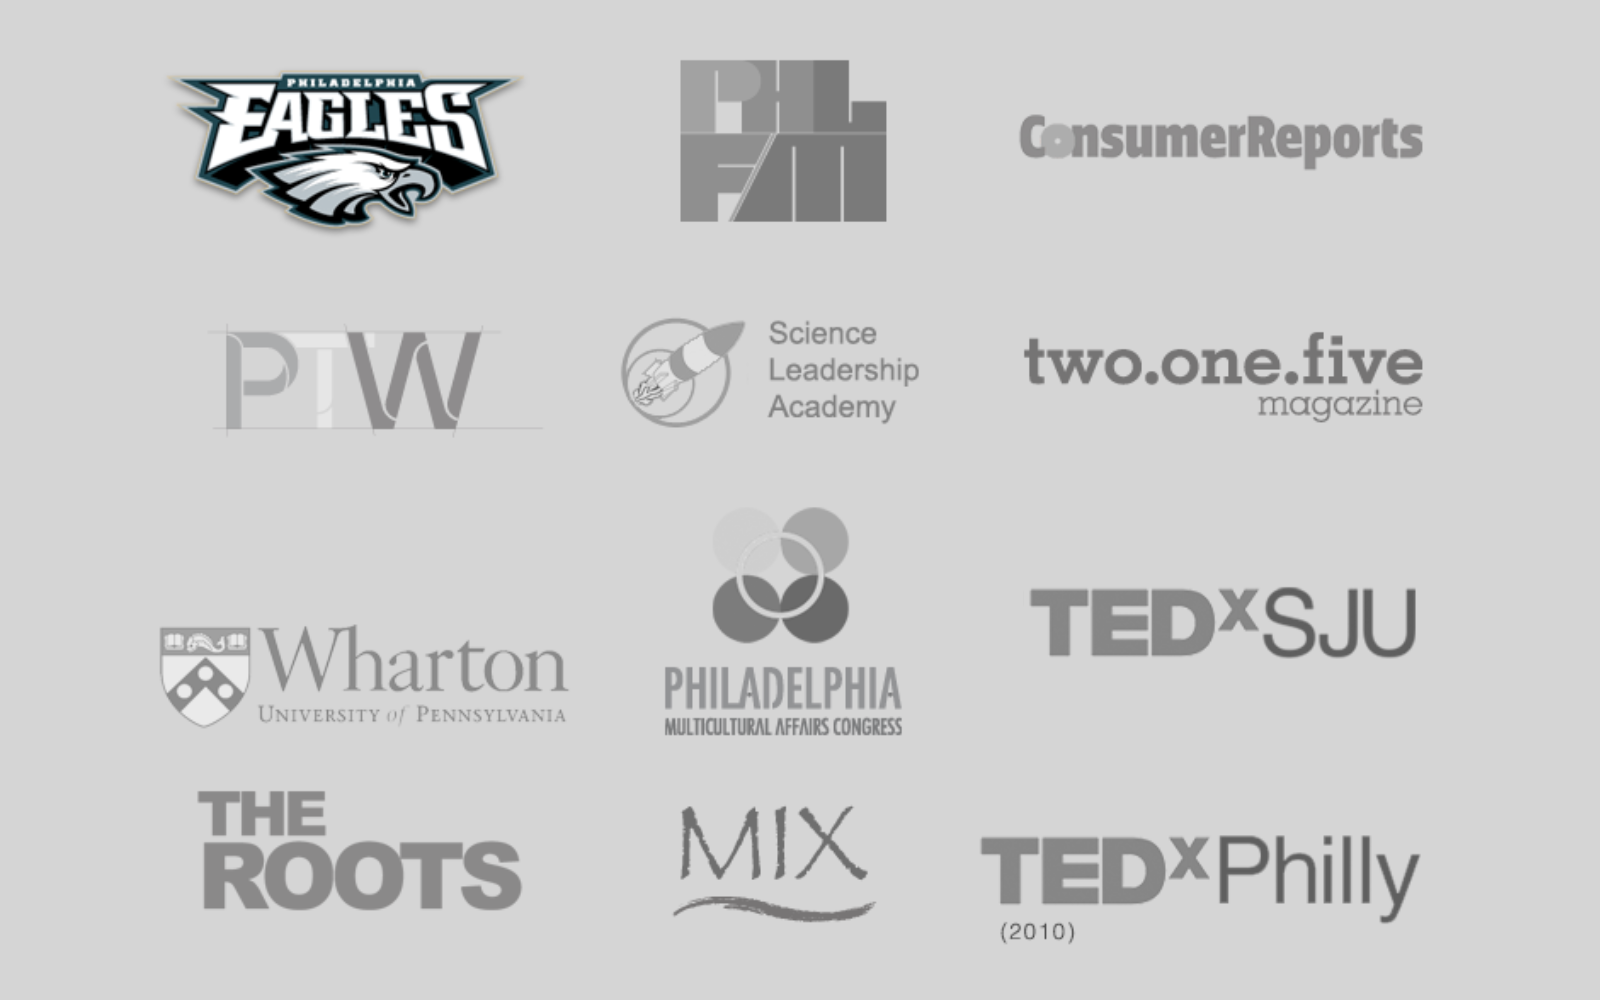 PHILADELPHIA
EAGLES
PHL
F/M
ConsumerReports
PTW
Science
Leadership
Academy
two.one.five
magazine
Wharton
UNIVERSITY of PENNSYLVANIA
PHILADELPHIA
MULTICULTURAL AFFAIRS CONGRESS
TEDxSJU
THE
ROOTS
MIX
TEDxPhilly
(2010)